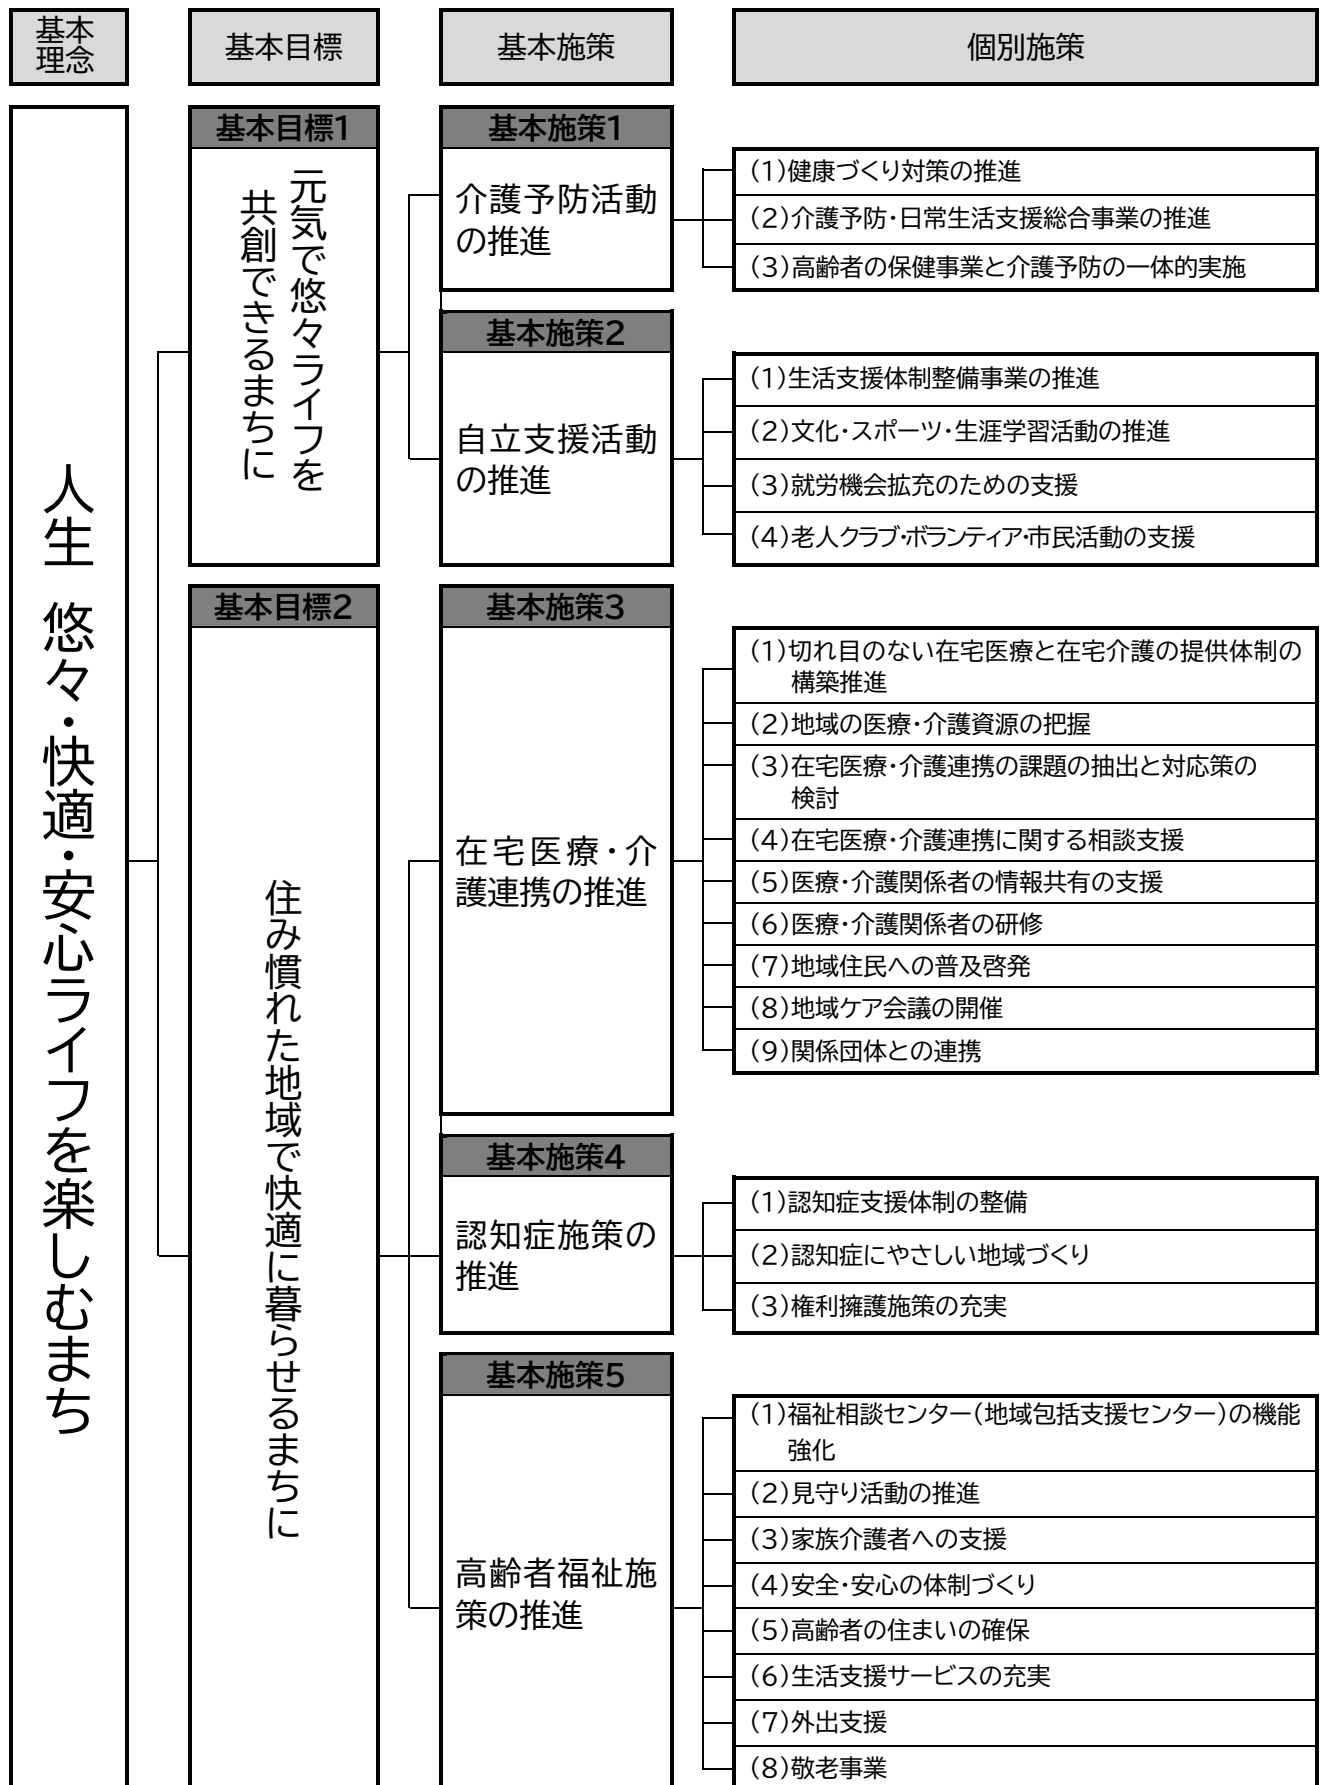 基本
理念
基本目標
基本施策
個別施策
人生 悠々・快適・安心ライフを楽しむまち
基本目標1
元気で悠々ライフを
共創できるまちに
基本施策1
介護予防活動
の推進
(1)健康づくり対策の推進
(2)介護予防・日常生活支援総合事業の推進
(3)高齢者の保健事業と介護予防の一体的実施
基本施策2
自立支援活動
の推進
(1)生活支援体制整備事業の推進
(2)文化・スポーツ・生涯学習活動の推進
(3)就労機会拡充のための支援
(4)老人クラブ・ボランティア・市民活動の支援
基本目標2
住み慣れた地域で快適に暮らせるまちに
基本施策3
在宅医療・介
護連携の推進
(1)切れ目のない在宅医療と在宅介護の提供体制の
構築推進
(2)地域の医療・介護資源の把握
(3)在宅医療・介護連携の課題の抽出と対応策の
検討
(4)在宅医療・介護連携に関する相談支援
(5)医療・介護関係者の情報共有の支援
(6)医療・介護関係者の研修
(7)地域住民への普及啓発
(8)地域ケア会議の開催
(9)関係団体との連携
基本施策4
認知症施策の
推進
(1)認知症支援体制の整備
(2)認知症にやさしい地域づくり
(3)権利擁護施策の充実
基本施策5
高齢者福祉施
策の推進
(1)福祉相談センター(地域包括支援センター)の機能
強化
(2)見守り活動の推進
(3)家族介護者への支援
(4)安全・安心の体制づくり
(5)高齢者の住まいの確保
(6)生活支援サービスの充実
(7)外出支援
(8)敬老事業